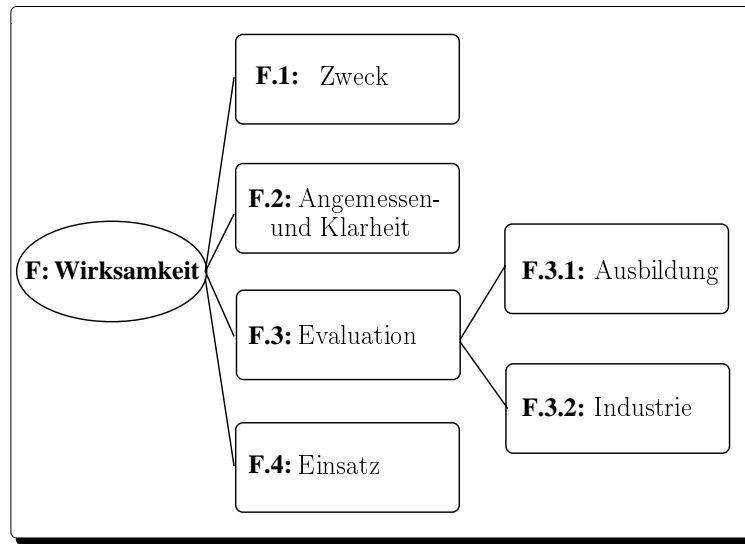 F: Wirksamkeit
F.1: Zweck
F.2: Angemessen-
und Klarheit
F.3: Evaluation
F.3.1: Ausbildung
F.3.2: Industrie
F.4: Einsatz